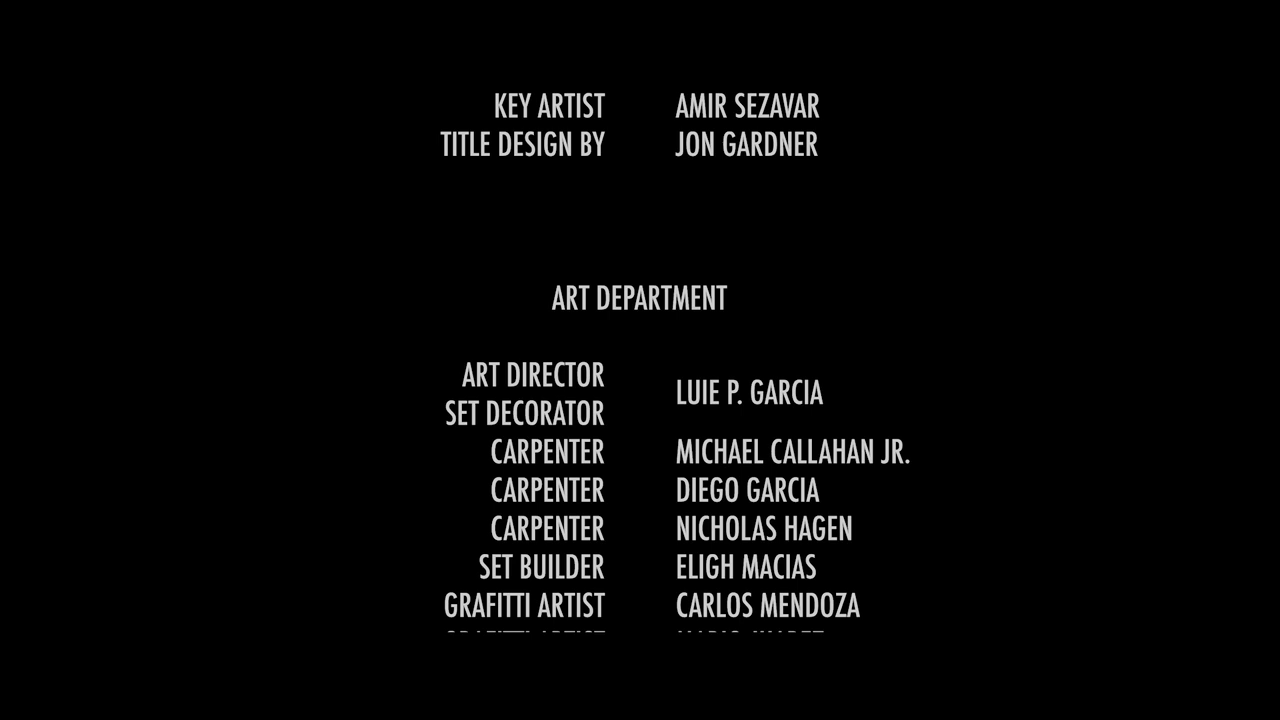 KEY ARTIST AMIR SEZAVAR
TITLE DESIGN BY JON GARDNER
ART DEPARTMENT
ART DIRECTOR
LUIE P. GARCIA
SET DECORATOR
CARPENTER MICHAEL CALLAHAN JR.
CARPENTER DIEGO GARCIA
CARPENTER NICHOLAS HAGEN
SET BUILDER ELIGH MACIAS
GRAFITTI ARTIST CARLOS MENDOZA